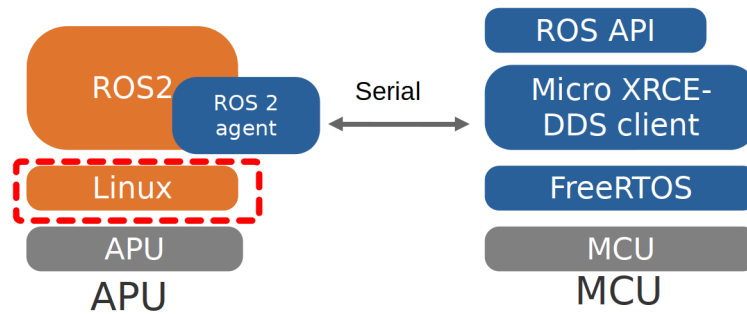 ROS2
ROS 2
agent
Linux
APU
APU
Serial
ROS API
Micro XRCE-
DDS client
FreeRTOS
MCU
MCU